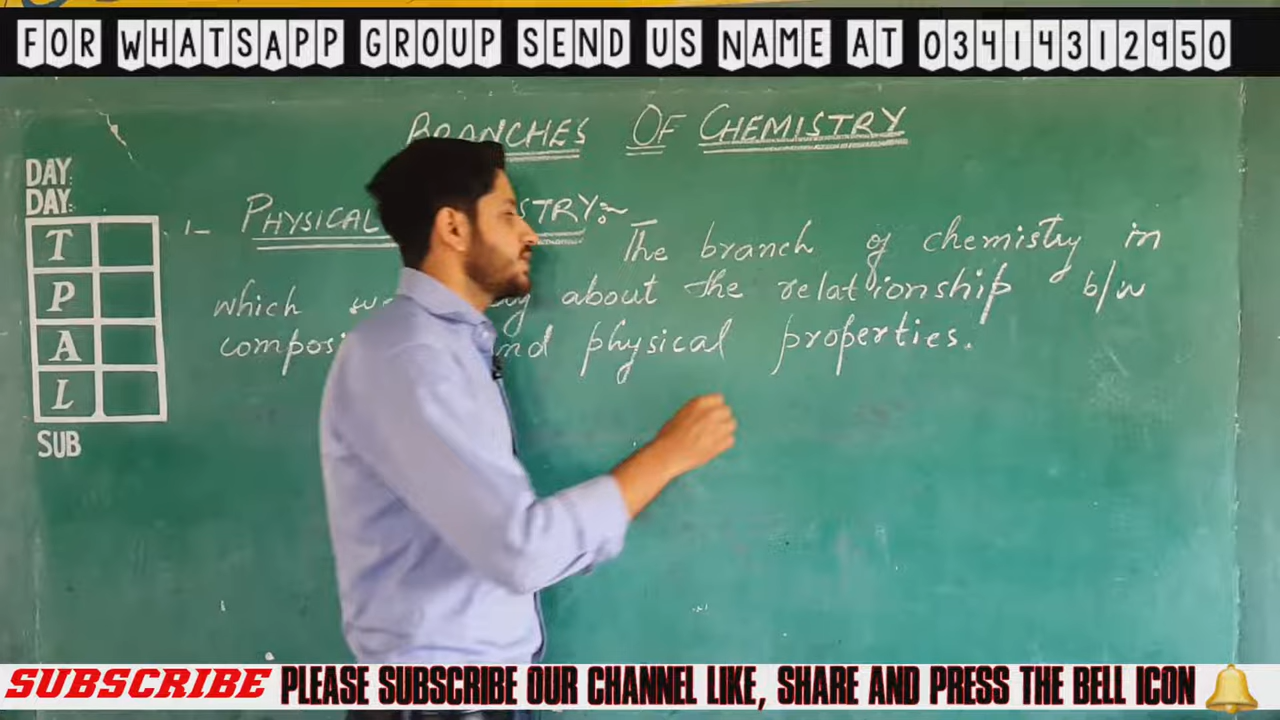 FOR WHATSAPP GROUP SEND US NAME AT 03414312950
BRANCHES OF CHEMISTRY
DAY:
DAY:
T
P
A
L
SUB
1- PHYSICAL STRY:~ The branch of chemistry in
which about the relationship b/w
physical properties.
SUBSCRIBE PLEASE SUBSCRIBE OUR CHANNEL LIKE, SHARE AND PRESS THE BELL ICON